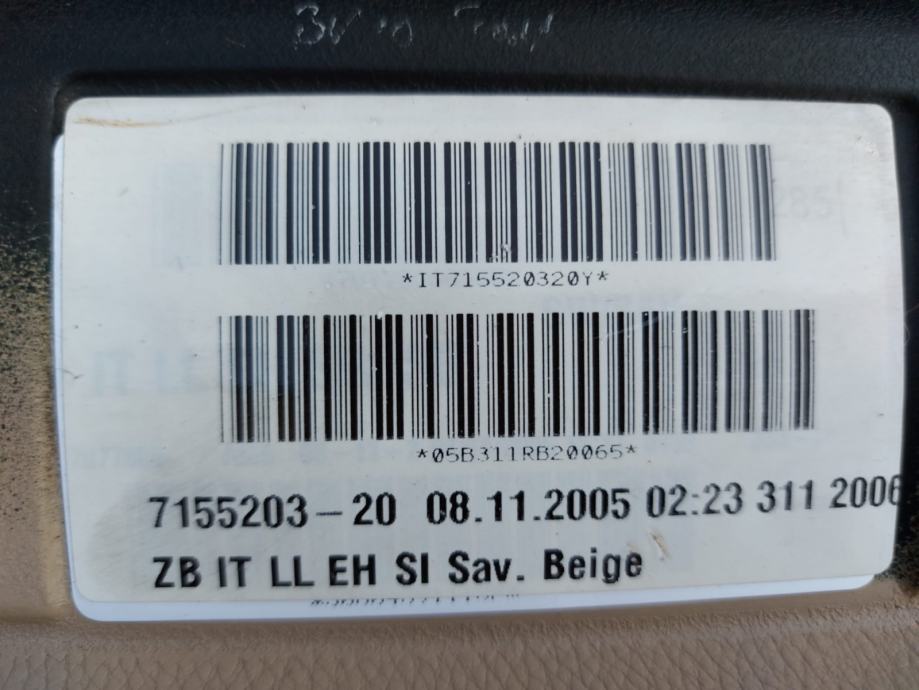 *IT715520320Y*
*05B311RB20065*
7155203-20 08.11.2005 02:23 311 2006
ZB IT LL EH SI Sav. Beige